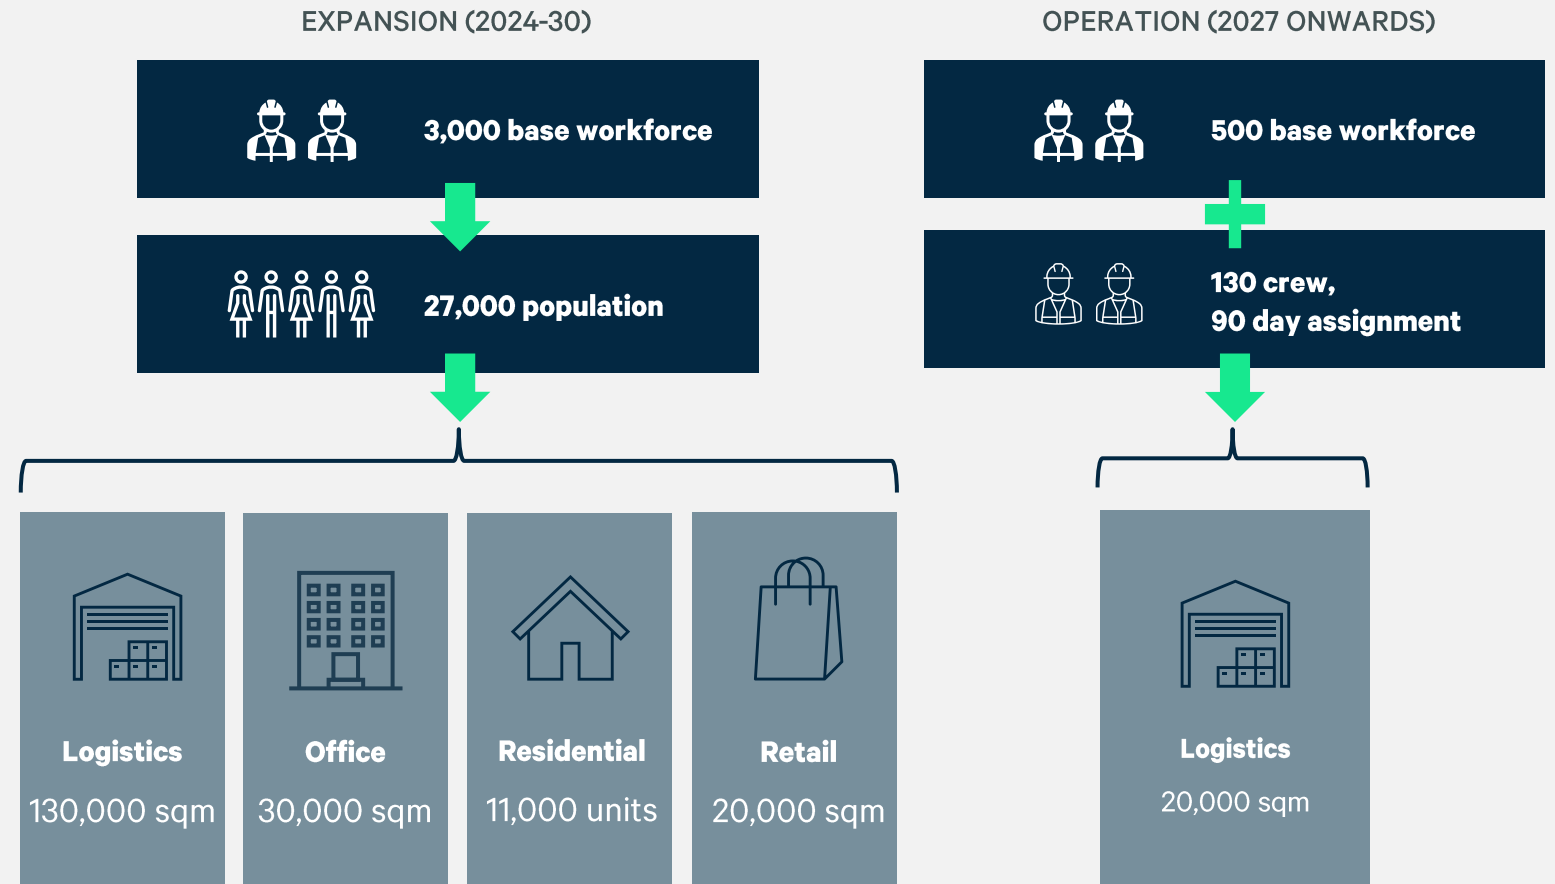 EXPANSION (2024-30)
3,000 base workforce
27,000 population
Logistics
130,000 sqm
Office
30,000 sqm
Residential
11,000 units
Retail
20,000 sqm
OPERATION (2027 ONWARDS)
500 base workforce
130 crew,
90 day assignment
Logistics
20,000 sqm